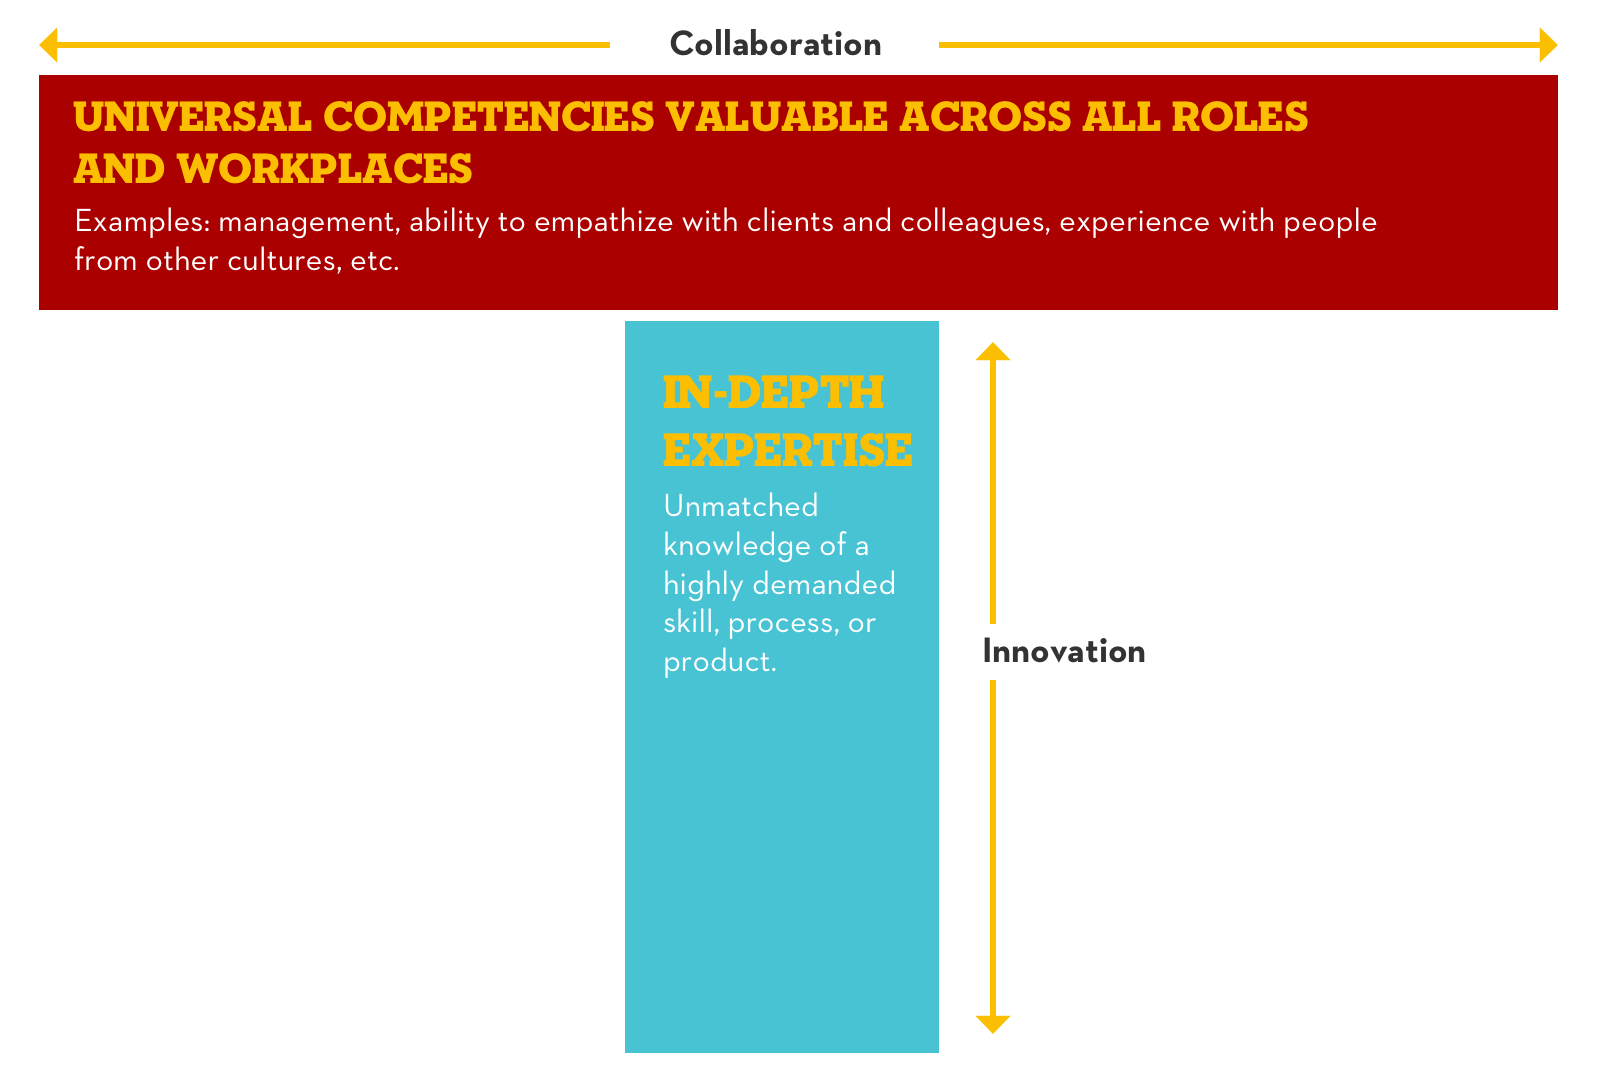 Collaboration
UNIVERSAL COMPETENCIES VALUABLE ACROSS ALL ROLES
AND WORKPLACES
Examples: management, ability to empathize with clients and colleagues, experience with people
from other cultures, etc.
IN-DEPTH
EXPERTISE
Unmatched
knowledge of a
highly demanded
skill, process, or
product.
Innovation